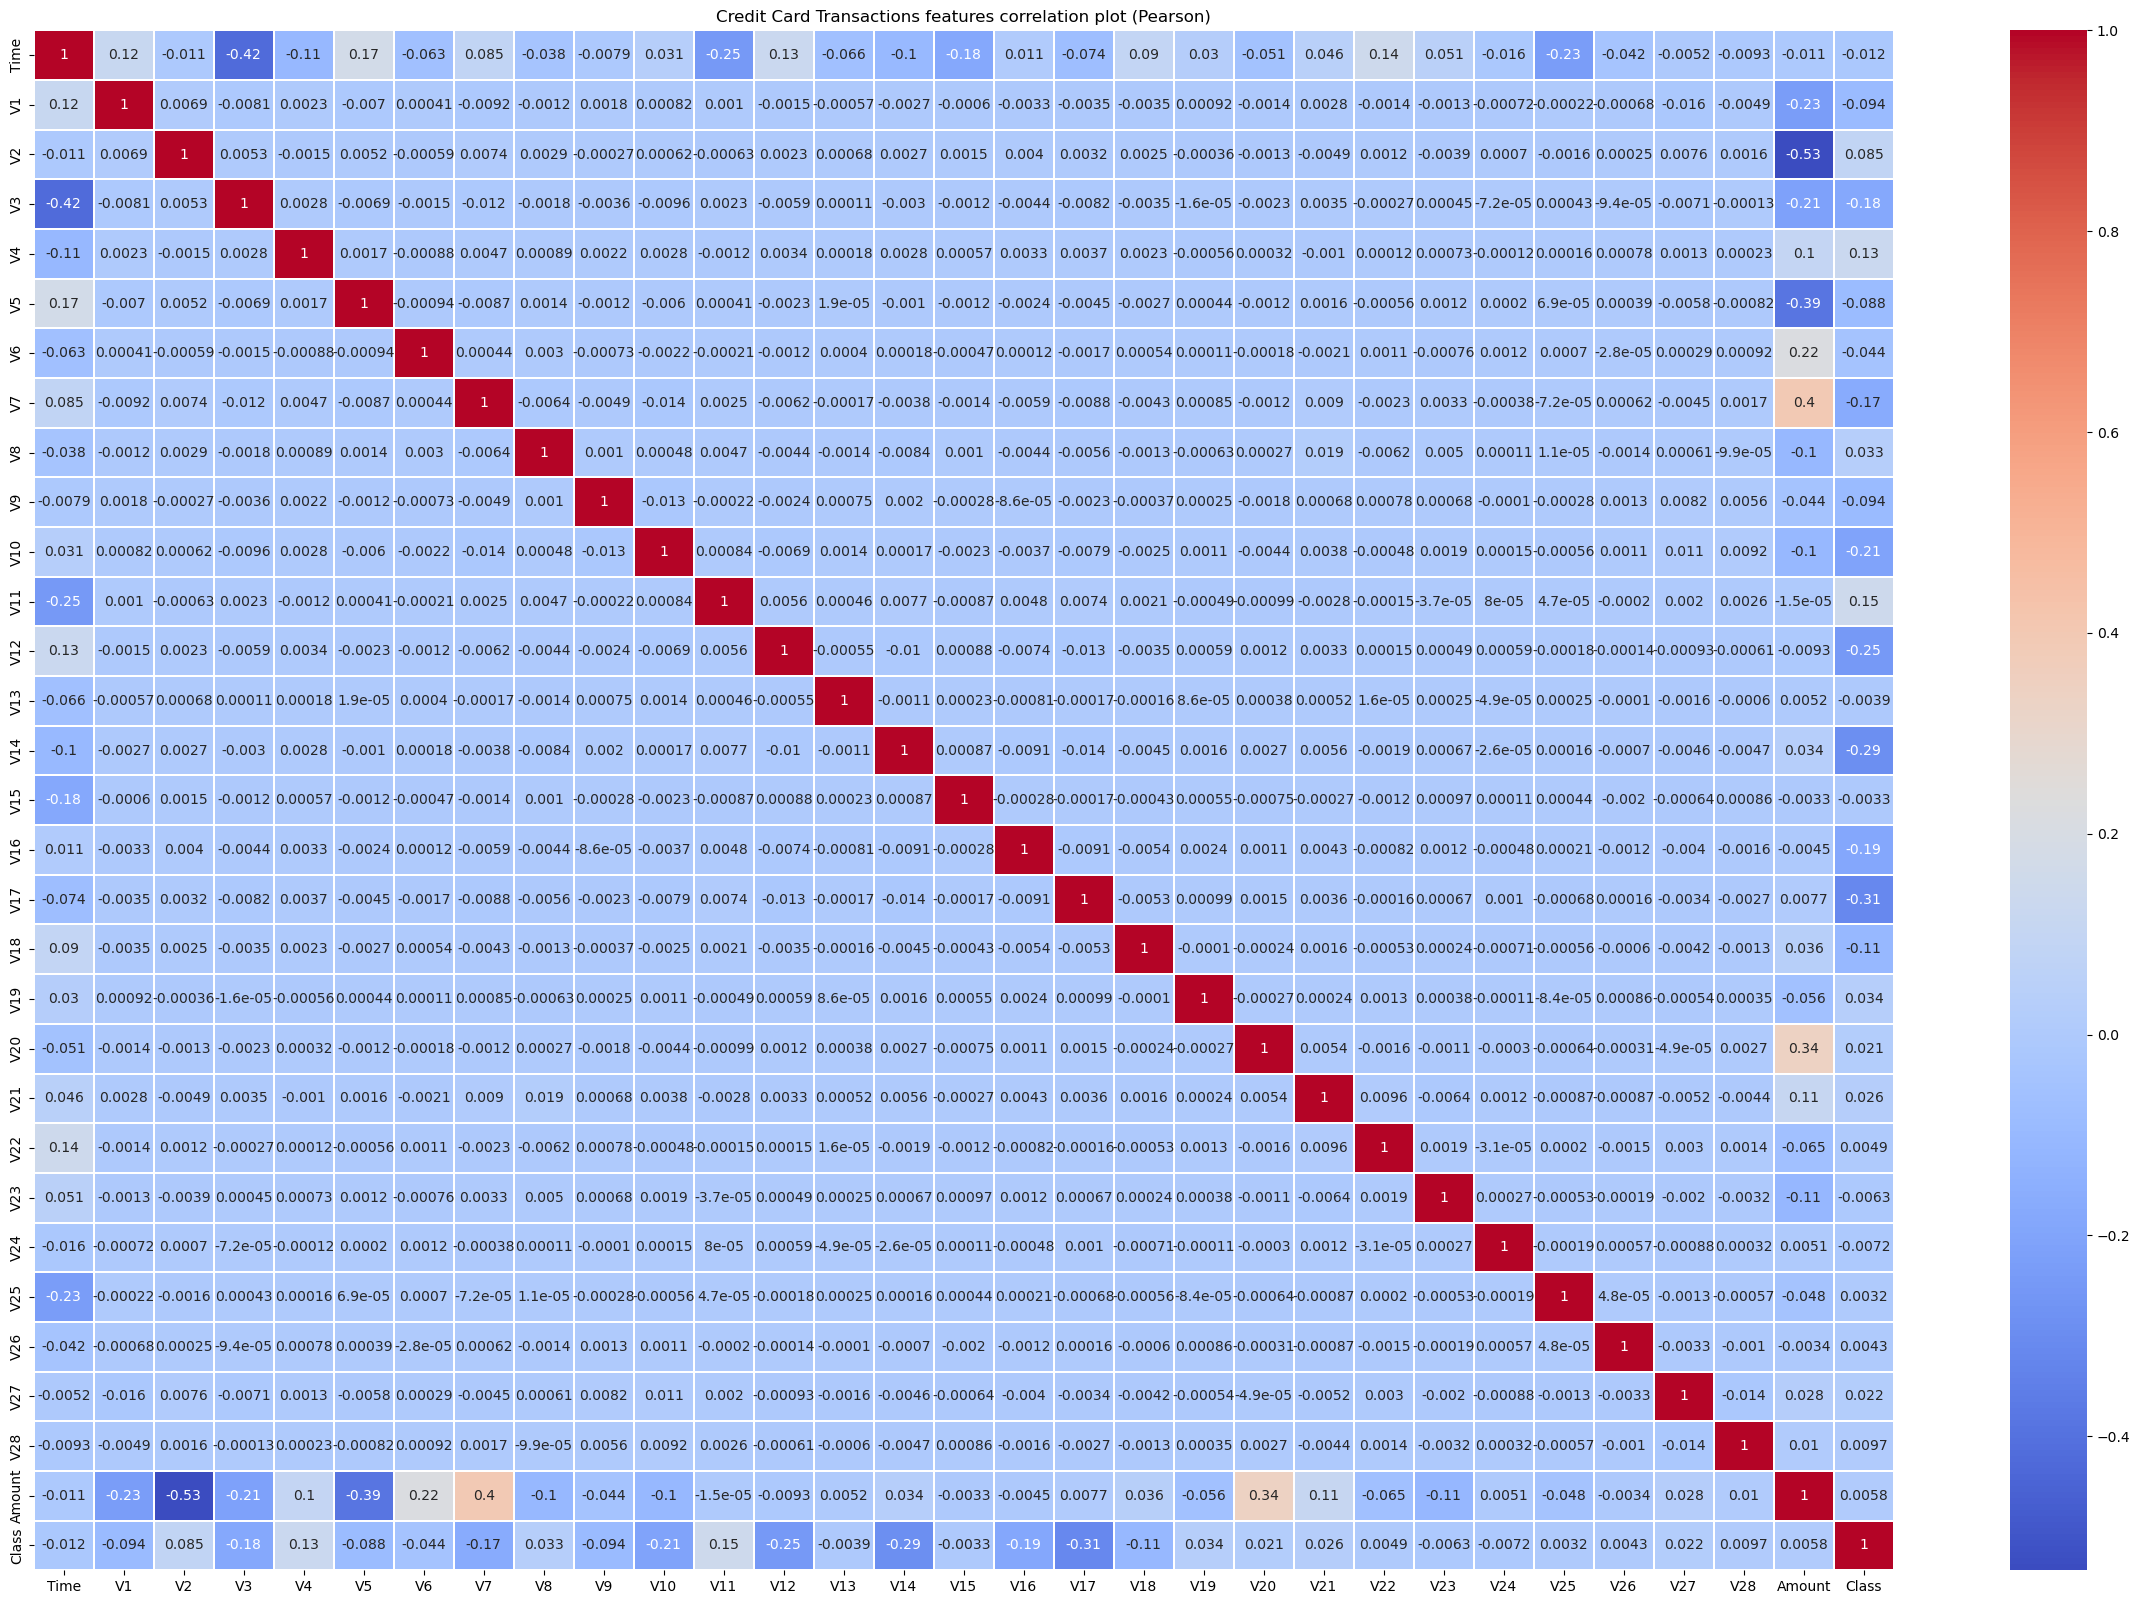 Credit Card Transactions features correlation plot (Pearson)
Time 1 0.12 -0.011 -0.42 -0.11 0.17 -0.063 0.085 -0.038 -0.0079 0.031 -0.25 0.13 -0.066 -0.1 -0.18 0.011 -0.074 0.09 0.03 -0.051 0.046 0.14 0.051 -0.016 -0.23 -0.042 -0.0052 -0.0093 -0.011 -0.012
V1 0.12 1 0.0069 -0.0081 0.0023 -0.007 0.00041 -0.0092 -0.0012 0.0018 0.00082 0.001 -0.0015 -0.00057 -0.0027 -0.0006 -0.0033 -0.0035 -0.0035 0.00092 -0.0014 0.0028 -0.0014 -0.0013 -0.00072 -0.00022 -0.00068 -0.016 -0.0049 -0.23 -0.094
V2 -0.011 0.0069 1 0.0053 -0.0015 0.0052 -0.00059 0.0074 0.0029 -0.00027 0.00062 -0.00063 0.0023 0.00068 0.0027 0.0015 0.004 0.0032 0.0025 -0.00036 -0.0013 -0.0049 0.0012 -0.0039 0.0007 -0.0016 0.00025 0.0076 0.0016 -0.53 0.085
V3 -0.42 -0.0081 0.0053 1 0.0028 -0.0069 -0.0015 -0.012 -0.0018 -0.0036 -0.0096 0.0023 -0.0059 0.00011 -0.003 -0.0012 -0.0044 -0.0082 -0.0035 -1.6e-05 -0.0023 0.0035 -0.00027 0.00045 -7.2e-05 0.00043 -9.4e-05 -0.0071 -0.00013 -0.21 -0.18
V4 -0.11 0.0023 -0.0015 0.0028 1 0.0017 -0.00088 0.0047 0.00089 0.0022 0.0028 -0.0012 0.0034 0.00018 0.0028 0.00057 0.0033 0.0037 0.0023 -0.00056 0.00032 -0.001 0.00012 0.00073 -0.00012 0.00016 0.00078 0.0013 0.00023 0.1 0.13
V5 0.17 -0.007 0.0052 -0.0069 0.0017 1 -0.00094 -0.0087 0.0014 -0.0012 -0.006 0.00041 -0.0023 1.9e-05 -0.001 -0.0012 -0.0024 -0.0045 -0.0027 0.00044 -0.0012 0.0016 -0.00056 0.0012 0.0002 6.9e-05 0.00039 -0.0058 -0.00082 -0.39 -0.088
V6 -0.063 0.00041 -0.00059 -0.0015 -0.00088 -0.00094 1 0.00044 0.003 -0.00073 -0.0022 -0.00021 -0.0012 0.0004 0.00018 -0.00047 0.00012 -0.0017 0.00054 0.00011 -0.00018 -0.0021 0.0011 -0.00076 0.0012 0.0007 -2.8e-05 0.00029 0.00092 0.22 -0.044
V7 0.085 -0.0092 0.0074 -0.012 0.0047 -0.0087 0.00044 1 -0.0064 -0.0049 -0.014 0.0025 -0.0062 -0.00017 -0.0038 -0.0014 -0.0059 -0.0088 -0.0043 0.00085 -0.0012 0.009 -0.0023 0.0033 -0.00038 -7.2e-05 0.00062 -0.0045 0.0017 0.4 -0.17
V8 -0.038 -0.0012 0.0029 -0.0018 0.00089 0.0014 0.003 -0.0064 1 0.001 0.00048 0.0047 -0.0044 -0.0014 -0.0084 0.001 -0.0044 -0.0056 -0.0013 -0.00063 0.00027 0.019 -0.0062 0.005 0.00011 1.1e-05 -0.0014 0.00061 -9.9e-05 -0.1 0.033
V9 -0.0079 0.0018 -0.00027 -0.0036 0.0022 -0.0012 -0.00073 -0.0049 0.001 1 -0.013 -0.00022 -0.0024 0.00075 0.002 -0.00028 -8.6e-05 -0.0023 -0.00037 0.00025 -0.0018 0.00068 0.00078 0.00068 -0.0001 -0.00028 0.0013 0.0082 0.0056 -0.044 -0.094
V10 0.031 0.00082 0.00062 -0.0096 0.0028 -0.006 -0.0022 -0.014 0.00048 -0.013 1 0.00084 -0.0069 0.0014 0.00017 -0.0023 -0.0037 -0.0079 -0.0025 0.0011 -0.0044 0.0038 -0.00048 0.0019 0.00015 -0.00056 0.0011 0.011 0.0092 -0.1 -0.21
V11 -0.25 0.001 -0.00063 0.0023 -0.0012 0.00041 -0.00021 0.0025 0.0047 -0.00022 0.00084 1 0.0056 0.00046 0.0077 -0.00087 0.0048 0.0074 0.0021 -0.00049 -0.00099 -0.0028 -0.00015 -3.7e-05 8e-05 4.7e-05 -0.0002 0.002 0.0026 -1.5e-05 0.15
V12 0.13 -0.0015 0.0023 -0.0059 0.0034 -0.0023 -0.0012 -0.0062 -0.0044 -0.0024 -0.0069 0.0056 1 -0.00055 -0.01 0.00088 -0.0074 -0.013 -0.0035 0.00059 0.0012 0.0033 0.00015 0.00049 0.00059 -0.00018 -0.00014 -0.00093 -0.00061 -0.0093 -0.25
V13 -0.066 -0.00057 0.00068 0.00011 0.00018 1.9e-05 0.0004 -0.00017 -0.0014 0.00075 0.0014 0.00046 -0.00055 1 -0.0011 0.00023 -0.00081 -0.00017 -0.00016 8.6e-05 0.00038 0.00052 1.6e-05 0.00025 -4.9e-05 0.00025 -0.0001 -0.0016 -0.0006 0.0052 -0.0039
V14 -0.1 -0.0027 0.0027 -0.003 0.0028 -0.001 0.00018 -0.0038 -0.0084 0.002 0.00017 0.0077 -0.01 -0.0011 1 0.00087 -0.0091 -0.014 -0.0045 0.0016 0.0027 0.0056 -0.0019 0.00067 -2.6e-05 0.00016 -0.0007 -0.0046 -0.0047 0.034 -0.29
V15 -0.18 -0.0006 0.0015 -0.0012 0.00057 -0.0012 -0.00047 -0.0014 0.001 -0.00028 -0.0023 -0.00087 0.00088 0.00023 0.00087 1 -0.00028 -0.00017 -0.00043 0.00055 -0.00075 -0.00027 -0.0012 0.00097 0.00011 0.00044 -0.002 -0.00064 0.00086 -0.0033 -0.0033
V16 0.011 -0.0033 0.004 -0.0044 0.0033 -0.0024 0.00012 -0.0059 -0.0044 -8.6e-05 -0.0037 0.0048 -0.0074 -0.00081 -0.0091 -0.00028 1 -0.0091 -0.0054 0.0024 0.0011 0.0043 -0.00082 0.0012 -0.00048 0.00021 -0.0012 -0.004 -0.0016 -0.0045 -0.19
V17 -0.074 -0.0035 0.0032 -0.0082 0.0037 -0.0045 -0.0017 -0.0088 -0.0056 -0.0023 -0.0079 0.0074 -0.013 -0.00017 -0.014 -0.00017 -0.0091 1 -0.0053 0.00099 0.0015 0.0036 -0.00016 0.00067 0.001 -0.00068 0.00016 -0.0034 -0.0027 0.0077 -0.31
V18 0.09 -0.0035 0.0025 -0.0035 0.0023 -0.0027 0.00054 -0.0043 -0.0013 -0.00037 -0.0025 0.0021 -0.0035 -0.00016 -0.0045 -0.00043 -0.0054 -0.0053 1 -0.0001 -0.00024 0.0016 -0.00053 0.00024 -0.00071 -0.00056 -0.0006 -0.0042 -0.0013 0.036 -0.11
V19 0.03 0.00092 -0.00036 -1.6e-05 -0.00056 0.00044 0.00011 0.00085 -0.00063 0.00025 0.0011 -0.00049 0.00059 8.6e-05 0.0016 0.00055 0.0024 0.00099 -0.0001 1 -0.00027 0.00024 0.0013 0.00038 -0.00011 -8.4e-05 0.00086 -0.00054 0.00035 -0.056 0.034
V20 -0.051 -0.0014 -0.0013 -0.0023 0.00032 -0.0012 -0.00018 -0.0012 0.00027 -0.0018 -0.0044 -0.00099 0.0012 0.00038 0.0027 -0.00075 0.0011 0.0015 -0.00024 -0.00027 1 0.0054 -0.0016 -0.0011 -0.0003 -0.00064 -0.00031 -4.9e-05 0.0027 0.34 0.021
V21 0.046 0.0028 -0.0049 0.0035 -0.001 0.0016 -0.0021 0.009 0.019 0.00068 0.0038 -0.0028 0.0033 0.00052 0.0056 -0.00027 0.0043 0.0036 0.0016 0.00024 0.0054 1 0.0096 -0.0064 0.0012 -0.00087 -0.00087 -0.0052 -0.0044 0.11 0.026
V22 0.14 -0.0014 0.0012 -0.00027 0.00012 -0.00056 0.0011 -0.0023 -0.0062 0.00078 -0.00048 -0.00015 0.00015 1.6e-05 -0.0019 -0.0012 -0.00082 -0.00016 -0.00053 0.0013 -0.0016 0.0096 1 0.0019 -3.1e-05 0.0002 -0.0015 0.003 0.0014 -0.065 0.0049
V23 0.051 -0.0013 -0.0039 0.00045 0.00073 0.0012 -0.00076 0.0033 0.005 0.00068 0.0019 -3.7e-05 0.00049 0.00025 0.00067 0.00097 0.0012 0.00067 0.00024 0.00038 -0.0011 -0.0064 0.0019 1 0.00027 -0.00053 -0.00019 -0.002 -0.0032 -0.11 -0.0063
V24 -0.016 -0.00072 0.0007 -7.2e-05 -0.00012 0.0002 0.0012 -0.00038 0.00011 -0.0001 0.00015 8e-05 0.00059 -4.9e-05 -2.6e-05 0.00011 -0.00048 0.001 -0.00071 -0.00011 -0.0003 0.0012 -3.1e-05 0.00027 1 -0.00019 0.00057 -0.00088 0.00032 0.0051 -0.0072
V25 -0.23 -0.00022 -0.0016 0.00043 0.00016 6.9e-05 0.0007 -7.2e-05 1.1e-05 -0.00028 -0.00056 4.7e-05 -0.00018 0.00025 0.00016 0.00044 0.00021 -0.00068 -0.00056 -8.4e-05 -0.00064 -0.00087 0.0002 -0.00053 -0.00019 1 4.8e-05 -0.0013 -0.00057 -0.048 0.0032
V26 -0.042 -0.00068 0.00025 -9.4e-05 0.00078 0.00039 -2.8e-05 0.00062 -0.0014 0.0013 0.0011 -0.0002 -0.00014 -0.0001 -0.0007 -0.002 -0.0012 0.00016 -0.0006 0.00086 -0.00031 -0.00087 -0.0015 -0.00019 0.00057 4.8e-05 1 -0.0033 -0.001 -0.0034 0.0043
V27 -0.0052 -0.016 0.0076 -0.0071 0.0013 -0.0058 0.00029 -0.0045 0.00061 0.0082 0.011 0.002 -0.00093 -0.0016 -0.0046 -0.00064 -0.004 -0.0034 -0.0042 -0.00054 -4.9e-05 -0.0052 0.003 -0.002 -0.00088 -0.0013 -0.0033 1 -0.014 0.028 0.022
V28 -0.0093 -0.0049 0.0016 -0.00013 0.00023 -0.00082 0.00092 0.0017 -9.9e-05 0.0056 0.0092 0.0026 -0.00061 -0.0006 -0.0047 0.00086 -0.0016 -0.0027 -0.0013 0.00035 0.0027 -0.0044 0.0014 -0.0032 0.00032 -0.00057 -0.001 -0.014 1 0.01 0.0097
Amount -0.011 -0.23 -0.53 -0.21 0.1 -0.39 0.22 0.4 -0.1 -0.044 -0.1 -1.5e-05 -0.0093 0.0052 0.034 -0.0033 -0.0045 0.0077 0.036 -0.056 0.34 0.11 -0.065 -0.11 0.0051 -0.048 -0.0034 0.028 0.01 1 0.0058
Class -0.012 -0.094 0.085 -0.18 0.13 -0.088 -0.044 -0.17 0.033 -0.094 -0.21 0.15 -0.25 -0.0039 -0.29 -0.0033 -0.19 -0.31 -0.11 0.034 0.021 0.026 0.0049 -0.0063 -0.0072 0.0032 0.0043 0.022 0.0097 0.0058 1
Time V1 V2 V3 V4 V5 V6 V7 V8 V9 V10 V11 V12 V13 V14 V15 V16 V17 V18 V19 V20 V21 V22 V23 V24 V25 V26 V27 V28 Amount Class
1.0
0.8
0.6
0.4
0.2
0.0
−0.2
−0.4